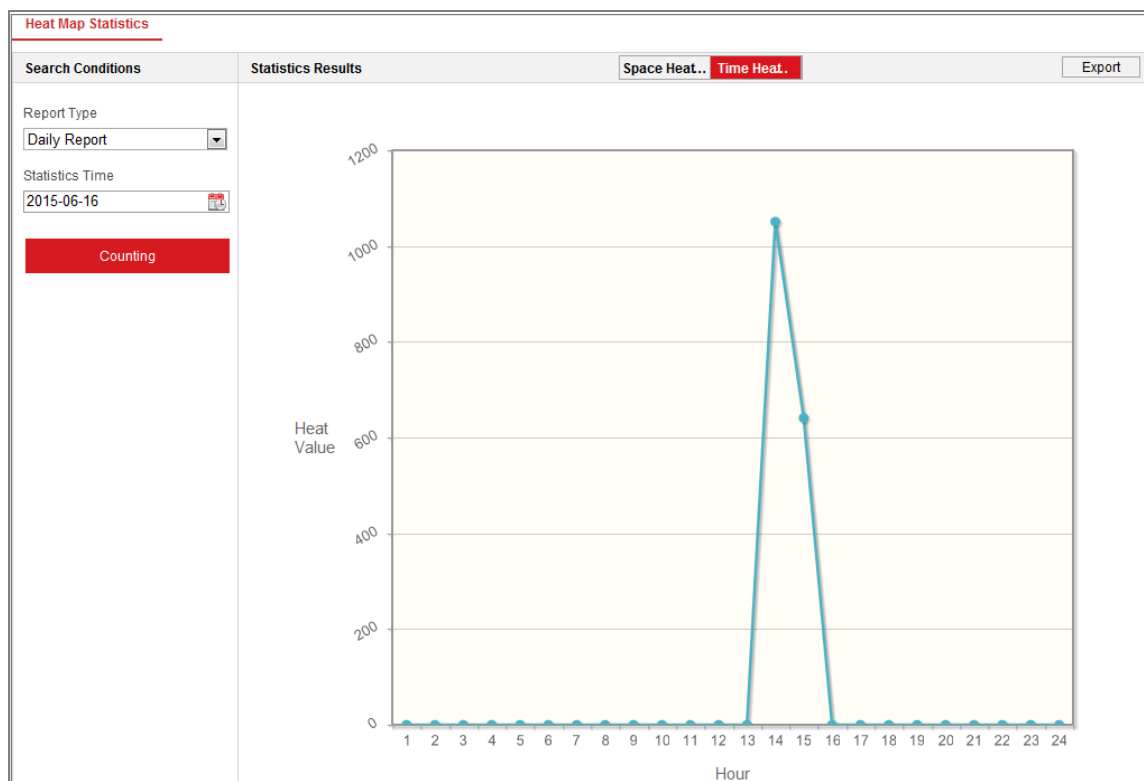 Heat Map Statistics
Search Conditions
Statistics Results
Space Heat...
Time Heat..
Export
Report Type
Daily Report
Statistics Time
2015-06-16
Counting
1200
1000
800
600
400
200
0
Heat
Value
1 2 3 4 5 6 7 8 9 10 11 12 13 14 15 16 17 18 19 20 21 22 23 24
Hour